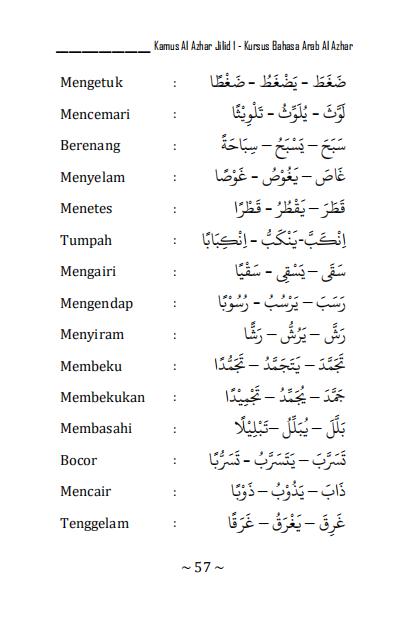 Kamus Al Azhar Jilid I - Kursus Bahasa Arab Al Azhar
Mengetuk : ضَغَطَ – يَضْغَطُ – ضَغْطًا
Mencemari : لَوَّثَ – يُلَوِّثُ – تَلْوِيْثًا
Berenang : سَبَحَ – يَسْبَحُ – سِبَاحَةً
Menyelam : غَاصَ – يَغُوْصُ – غَوْصًا
Menetes : قَطَرَ – يَقْطُرُ – قَطْرًا
Tumpah : اِنْكَبَّ-يَنْكَبُّ – اِنْكِبَابًا
Mengairi : سَقَى – يَسْقِى – سَقْيًا
Mengendap : رَسَبَ – يَرْسُبُ – رُسُوْبًا
Menyiram : رَشَّ – يَرُشُّ – رَشًّا
Membeku : تَجَمَّدَ – يَتَجَمَّدُ – تَجَمُّدًا
Membekukan : جَمَّدَ – يُجَمِّدُ – تَجْمِيْدًا
Membasahi : بَلَّلَ – يُبَلِّلُ –تَبْلِيْلًا
Bocor : تَسَرَّبَ – يَتَسَرَّبُ – تَسَرُّبًا
Mencair : ذَابَ – يَذُوْبُ – ذَوْبًا
Tenggelam : غَرِقَ – يَغْرَقُ – غَرَقًا
~ 57 ~